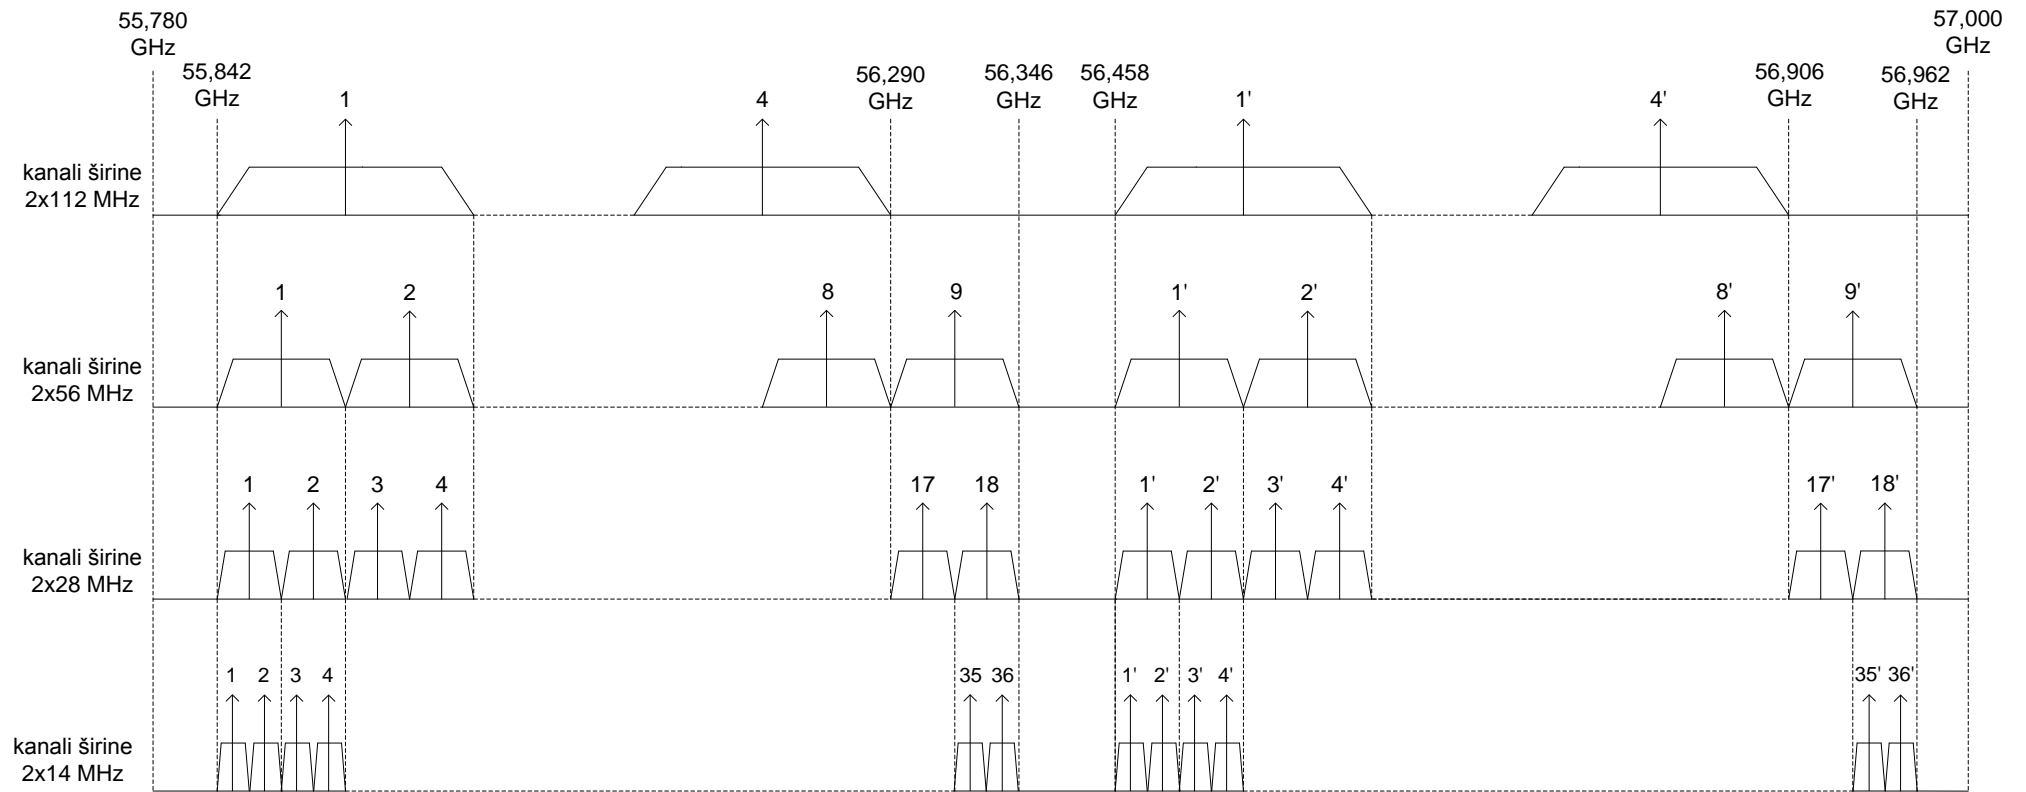 55,780
GHz
57,000
GHz
55,842
GHz
56,290
GHz
56,346
GHz
56,458
GHz
56,906
GHz
56,962
GHz
1 4 1' 4'
kanali širine
2x112 MHz
1 2 8 9 1' 2' 8' 9'
kanali širine
2x56 MHz
1 2 3 4 17 18 1' 2' 3' 4' 17' 18'
kanali širine
2x28 MHz
1 2 3 4 35 36 1' 2' 3' 4' 35' 36'
kanali širine
2x14 MHz